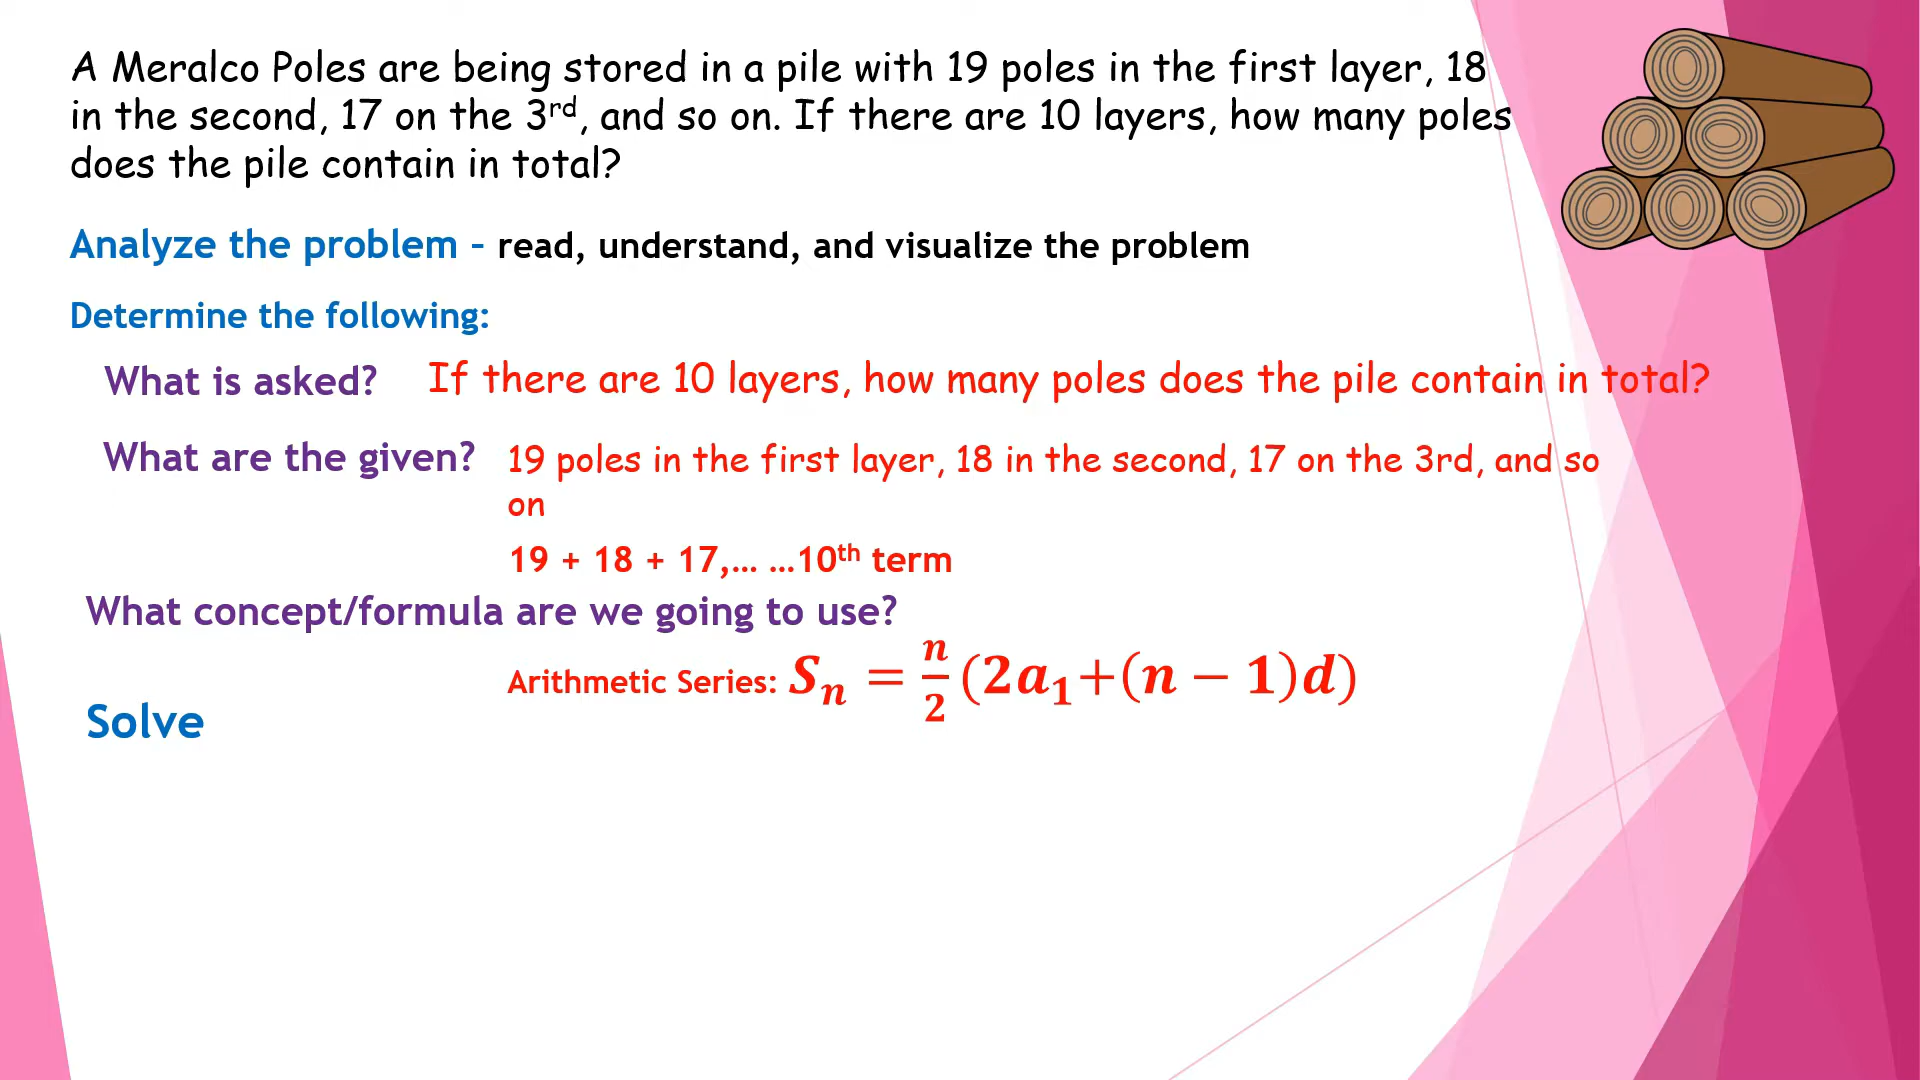 A Meralco Poles are being stored in a pile with 19 poles in the first layer, 18
in the second, 17 on the 3rd, and so on. If there are 10 layers, how many poles
does the pile contain in total?
Analyze the problem – read, understand, and visualize the problem
Determine the following:
What is asked? If there are 10 layers, how many poles does the pile contain in total?
What are the given? 19 poles in the first layer, 18 in the second, 17 on the 3rd, and so
on
19 + 18 + 17,… …10th term
What concept/formula are we going to use?
Arithmetic Series: Sₙ = n/2 (2a₁+(n − 1)d)
Solve